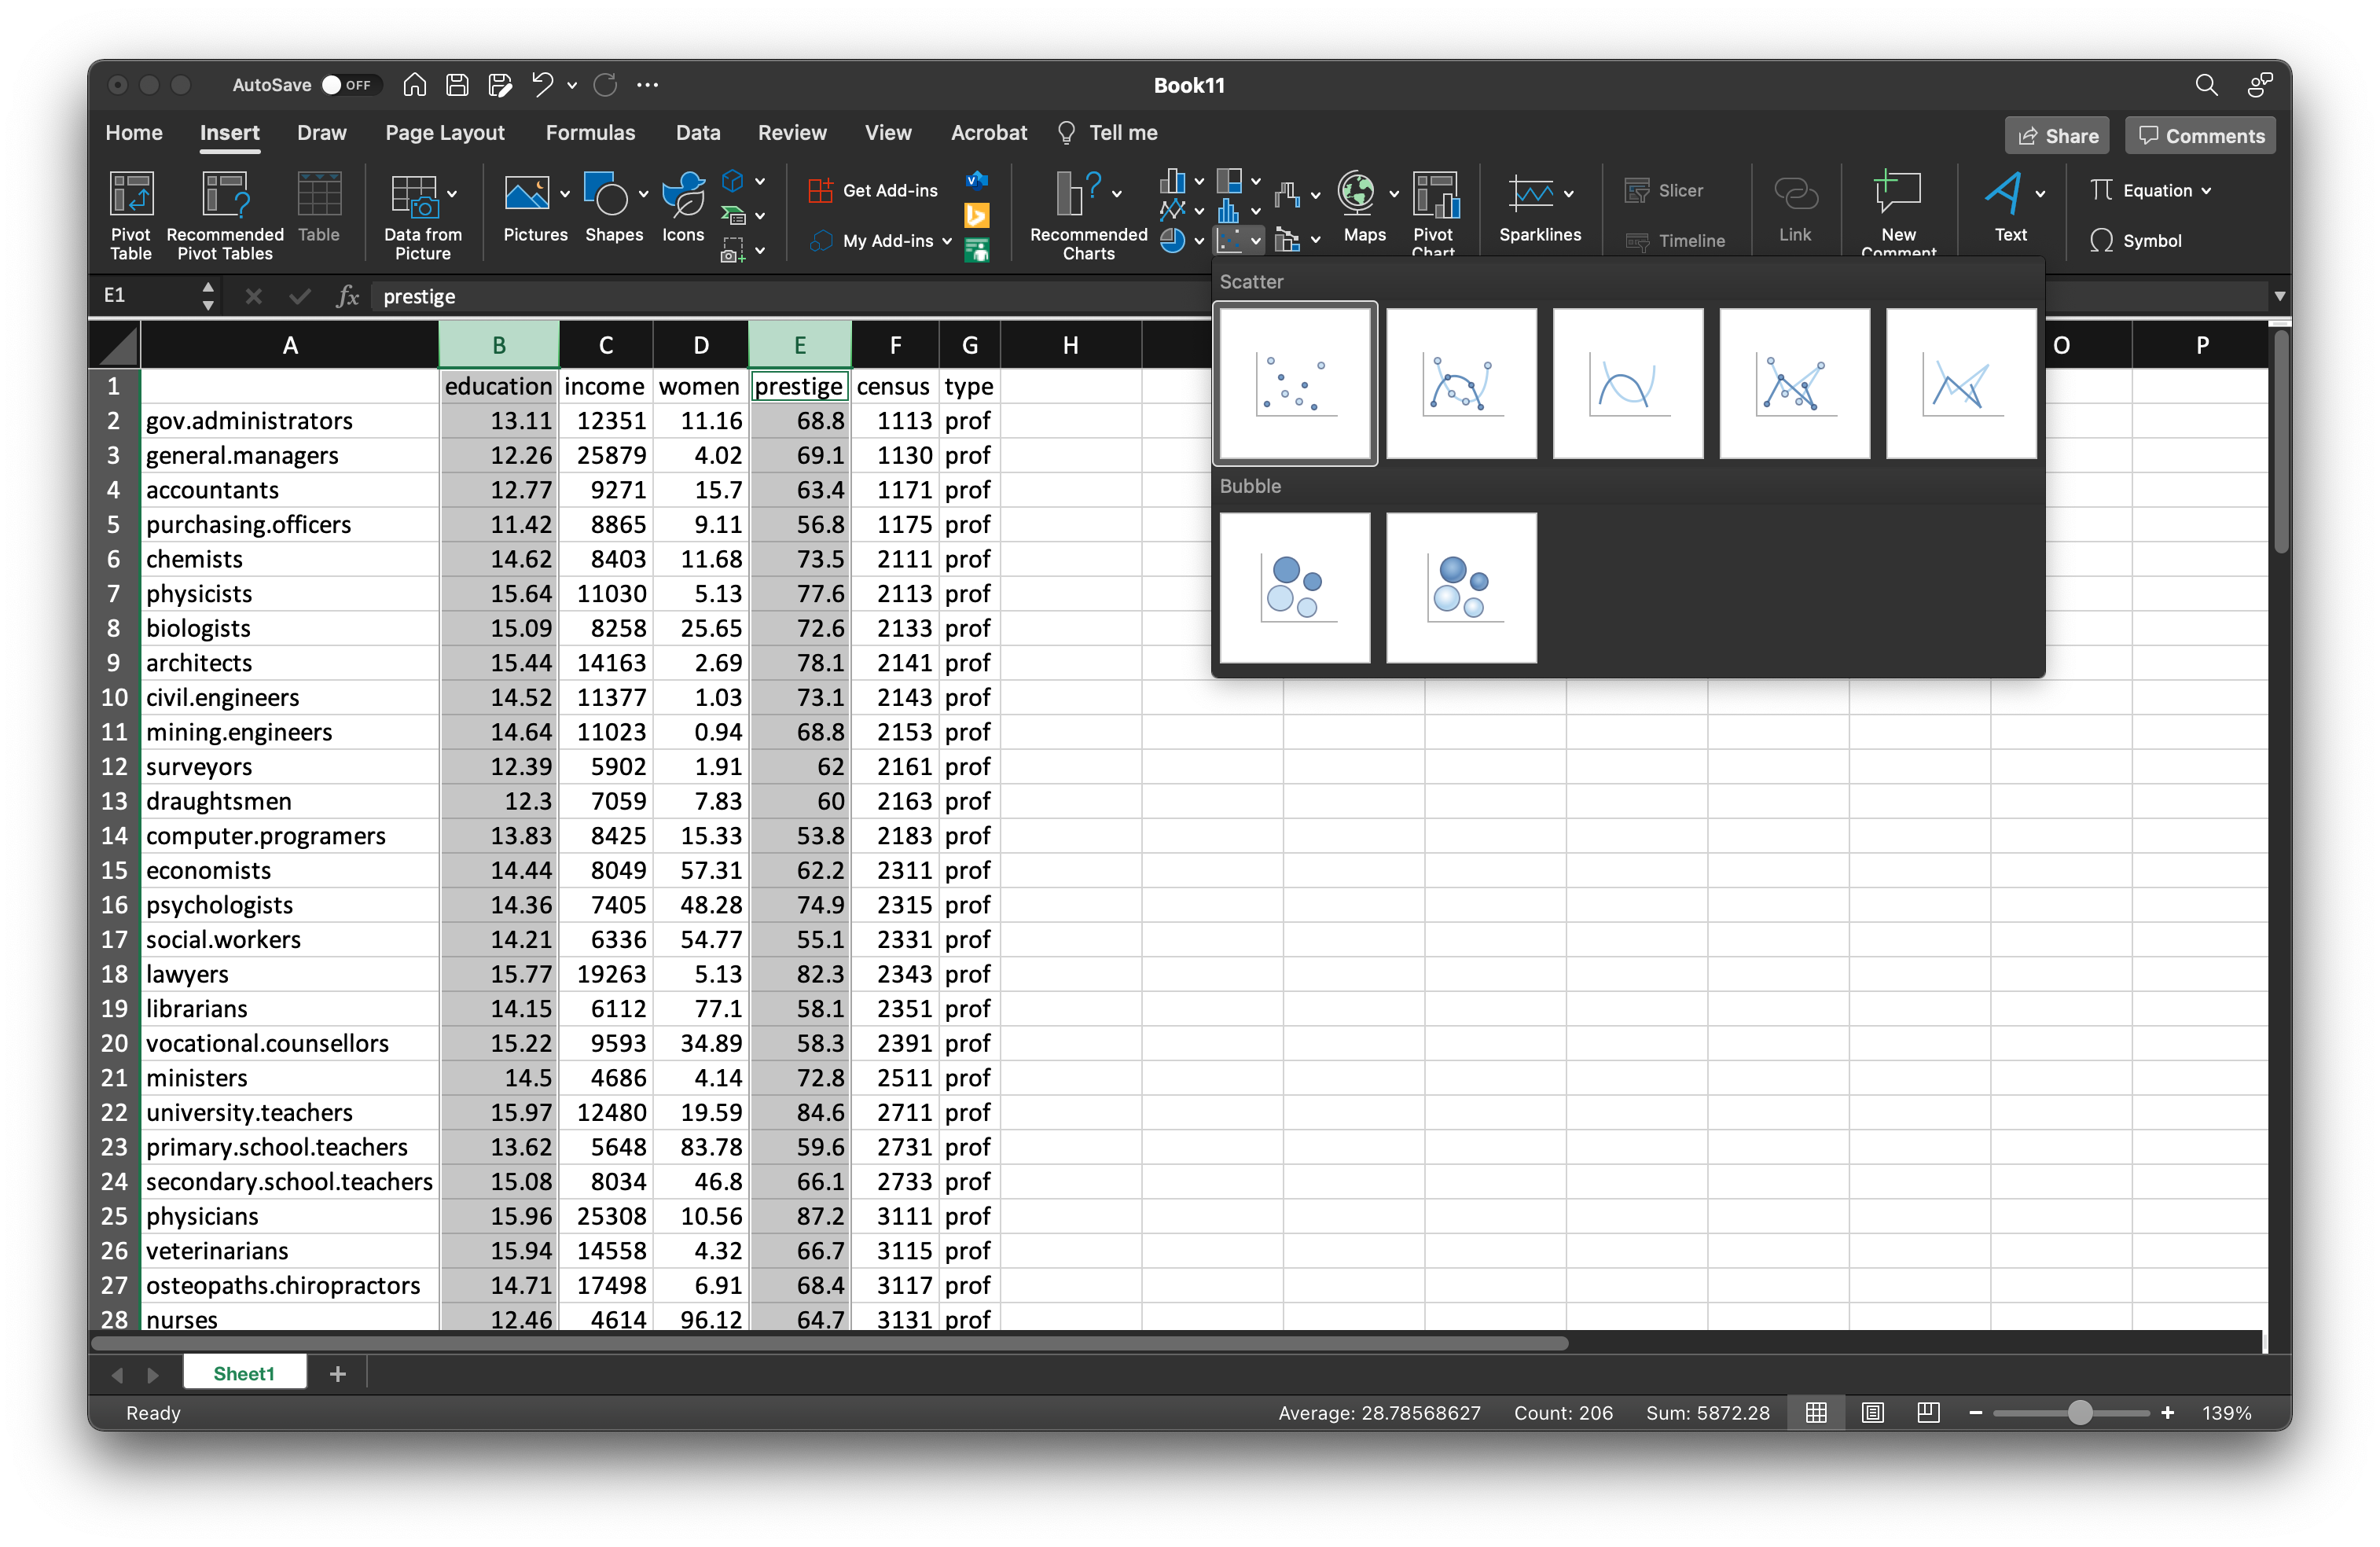 AutoSave OFF Book11
Home Insert Draw Page Layout Formulas Data Review View Acrobat Tell me Share Comments
Pivot Table
Recommended Pivot Tables
Table
Data from Picture
Pictures
Shapes
Icons
Get Add-ins
My Add-ins
Recommended Charts
Maps
Pivot Chart
Sparklines
Slicer
Timeline
Link
New Comment
Text
Equation
Symbol
E1 fx prestige
Scatter
Bubble
A B C D E F G H O P
1 education income women prestige census type
2 gov.administrators 13.11 12351 11.16 68.8 1113 prof
3 general.managers 12.26 25879 4.02 69.1 1130 prof
4 accountants 12.77 9271 15.7 63.4 1171 prof
5 purchasing.officers 11.42 8865 9.11 56.8 1175 prof
6 chemists 14.62 8403 11.68 73.5 2111 prof
7 physicists 15.64 11030 5.13 77.6 2113 prof
8 biologists 15.09 8258 25.65 72.6 2133 prof
9 architects 15.44 14163 2.69 78.1 2141 prof
10 civil.engineers 14.52 11377 1.03 73.1 2143 prof
11 mining.engineers 14.64 11023 0.94 68.8 2153 prof
12 surveyors 12.39 5902 1.91 62 2161 prof
13 draughtsmen 12.3 7059 7.83 60 2163 prof
14 computer.programers 13.83 8425 15.33 53.8 2183 prof
15 economists 14.44 8049 57.31 62.2 2311 prof
16 psychologists 14.36 7405 48.28 74.9 2315 prof
17 social.workers 14.21 6336 54.77 55.1 2331 prof
18 lawyers 15.77 19263 5.13 82.3 2343 prof
19 librarians 14.15 6112 77.1 58.1 2351 prof
20 vocational.counsellors 15.22 9593 34.89 58.3 2391 prof
21 ministers 14.5 4686 4.14 72.8 2511 prof
22 university.teachers 15.97 12480 19.59 84.6 2711 prof
23 primary.school.teachers 13.62 5648 83.78 59.6 2731 prof
24 secondary.school.teachers 15.08 8034 46.8 66.1 2733 prof
25 physicians 15.96 25308 10.56 87.2 3111 prof
26 veterinarians 15.94 14558 4.32 66.7 3115 prof
27 osteopaths.chiropractors 14.71 17498 6.91 68.4 3117 prof
28 nurses 12.46 4614 96.12 64.7 3131 prof
Sheet1 +
Ready Average: 28.78568627 Count: 206 Sum: 5872.28 139%